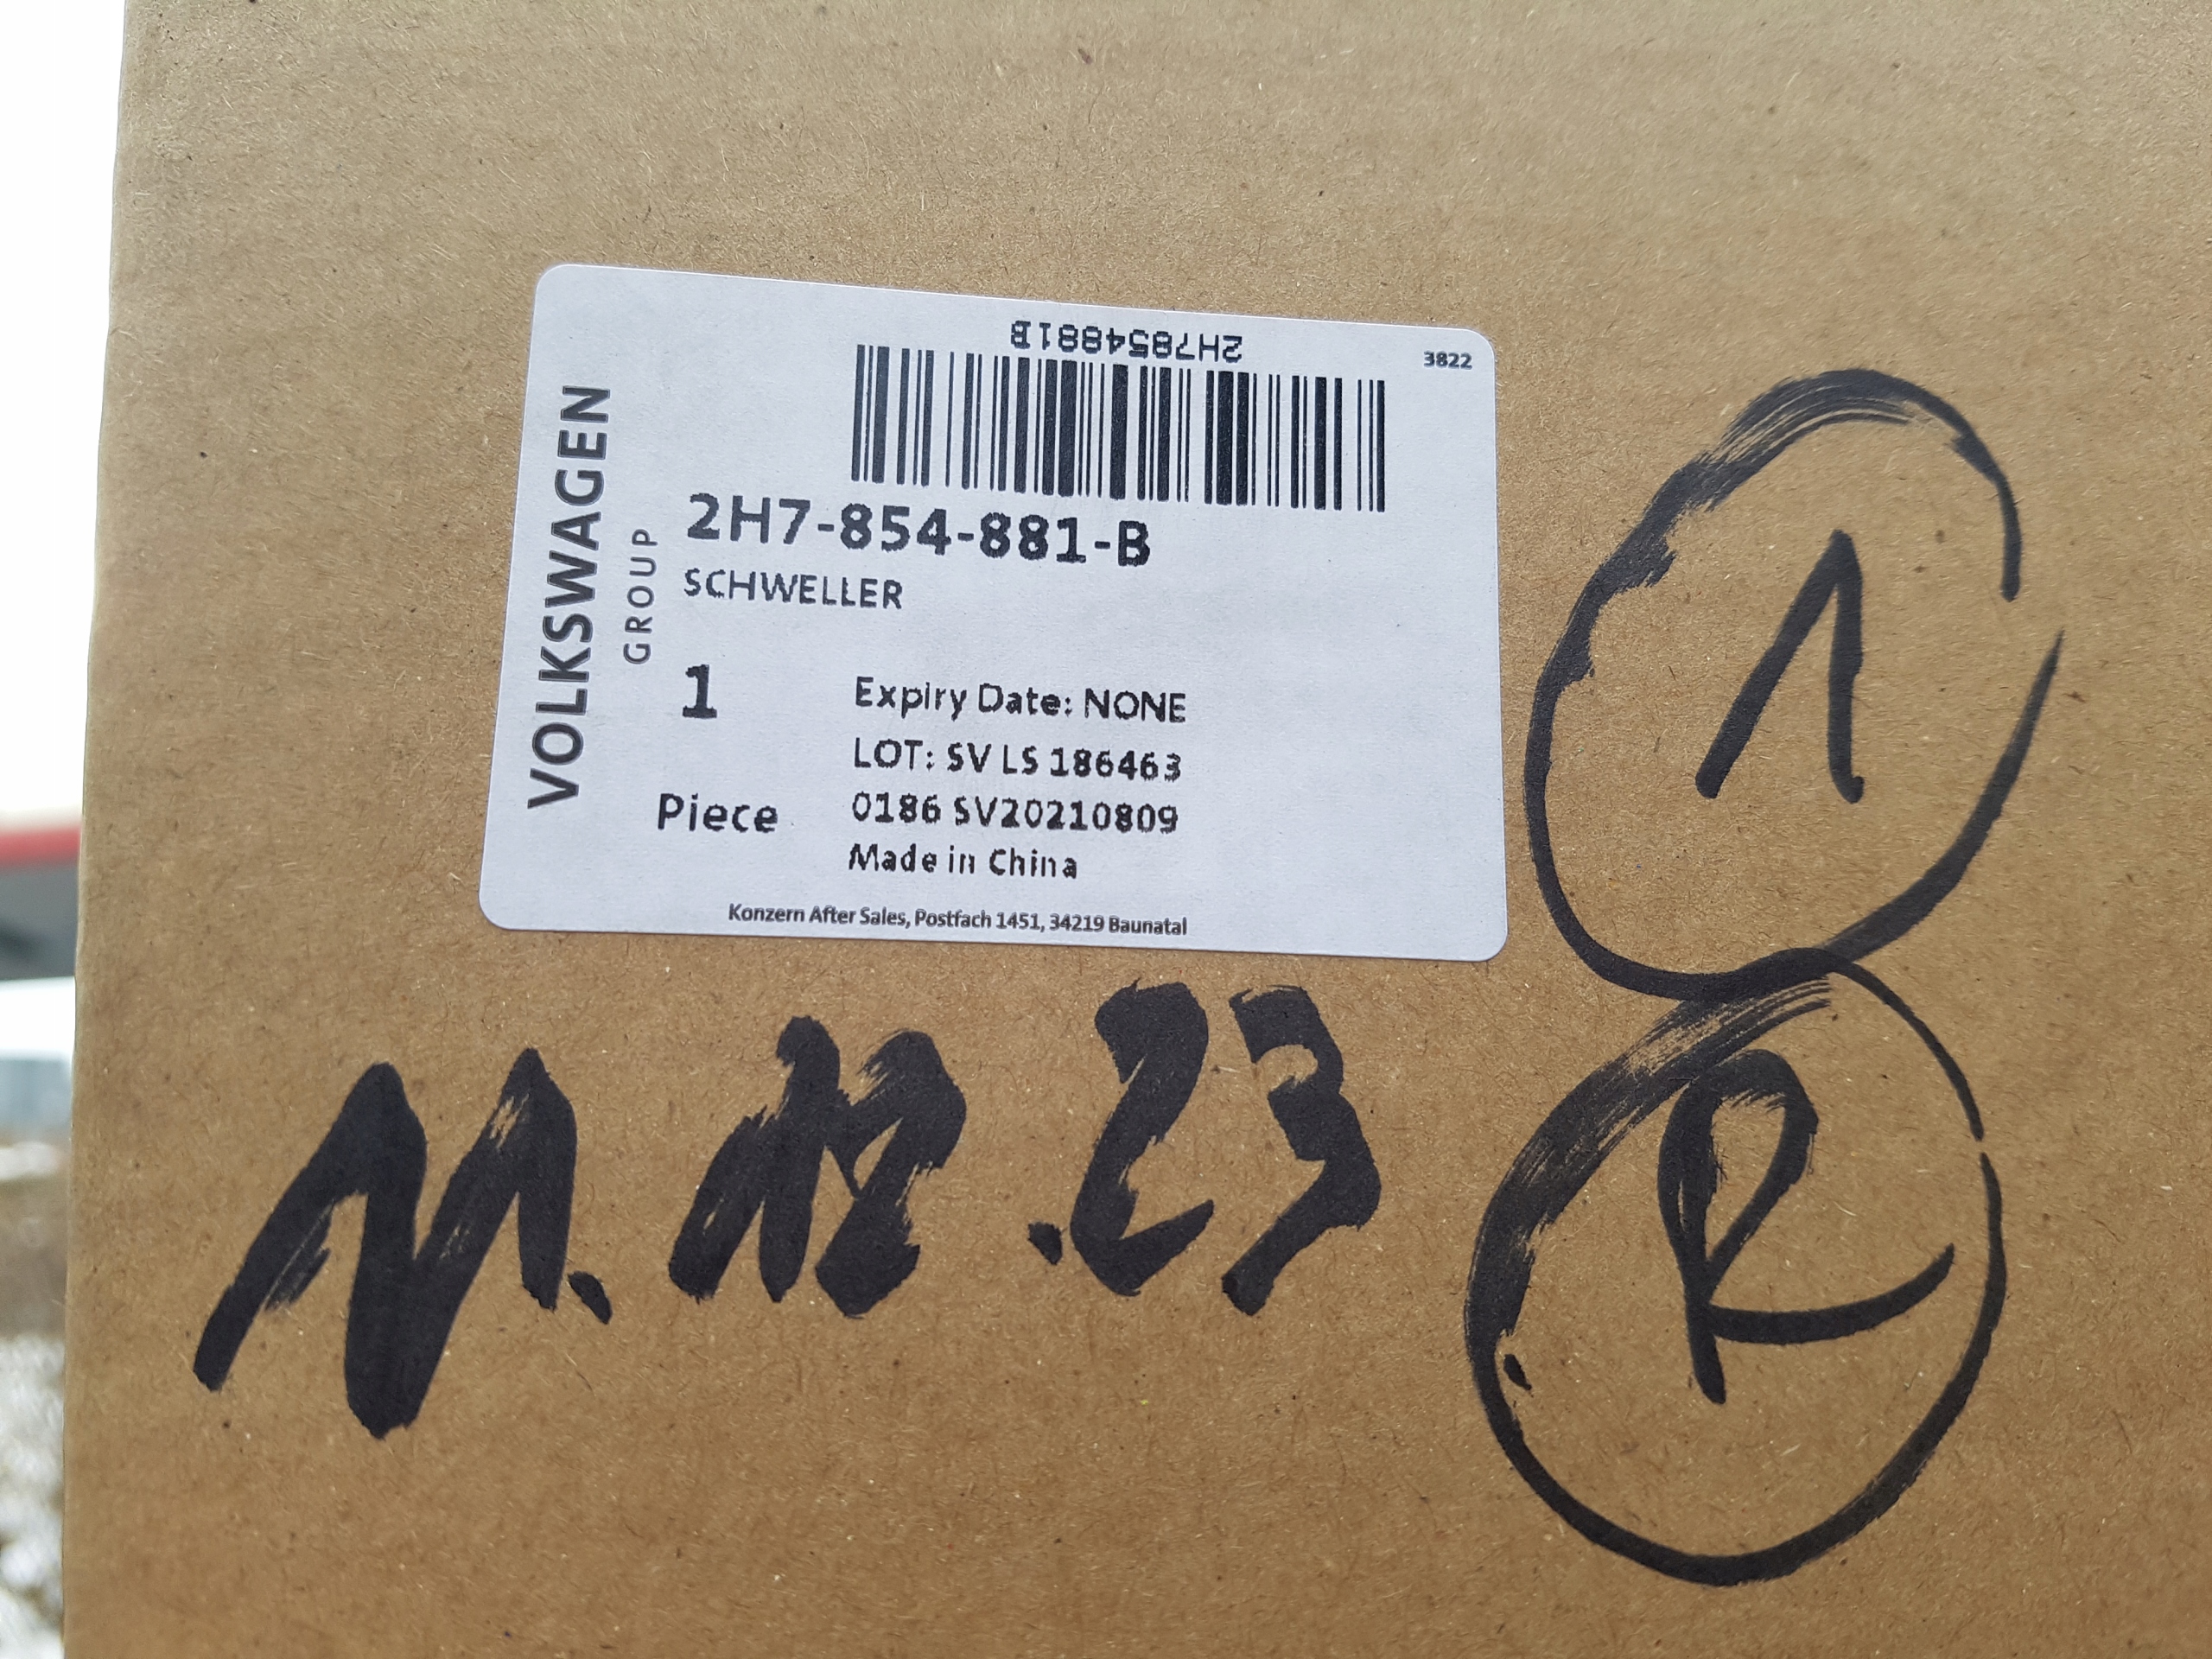 2H7854881B
3822
VOLKSWAGEN
GROUP
2H7-854-881-B
SCHWELLER
1
Piece
Expiry Date: NONE
LOT: SV LS 186463
0186 SV20210809
Made in China
Konzern After Sales, Postfach 1451, 34219 Baunatal
1
R
11.12.23